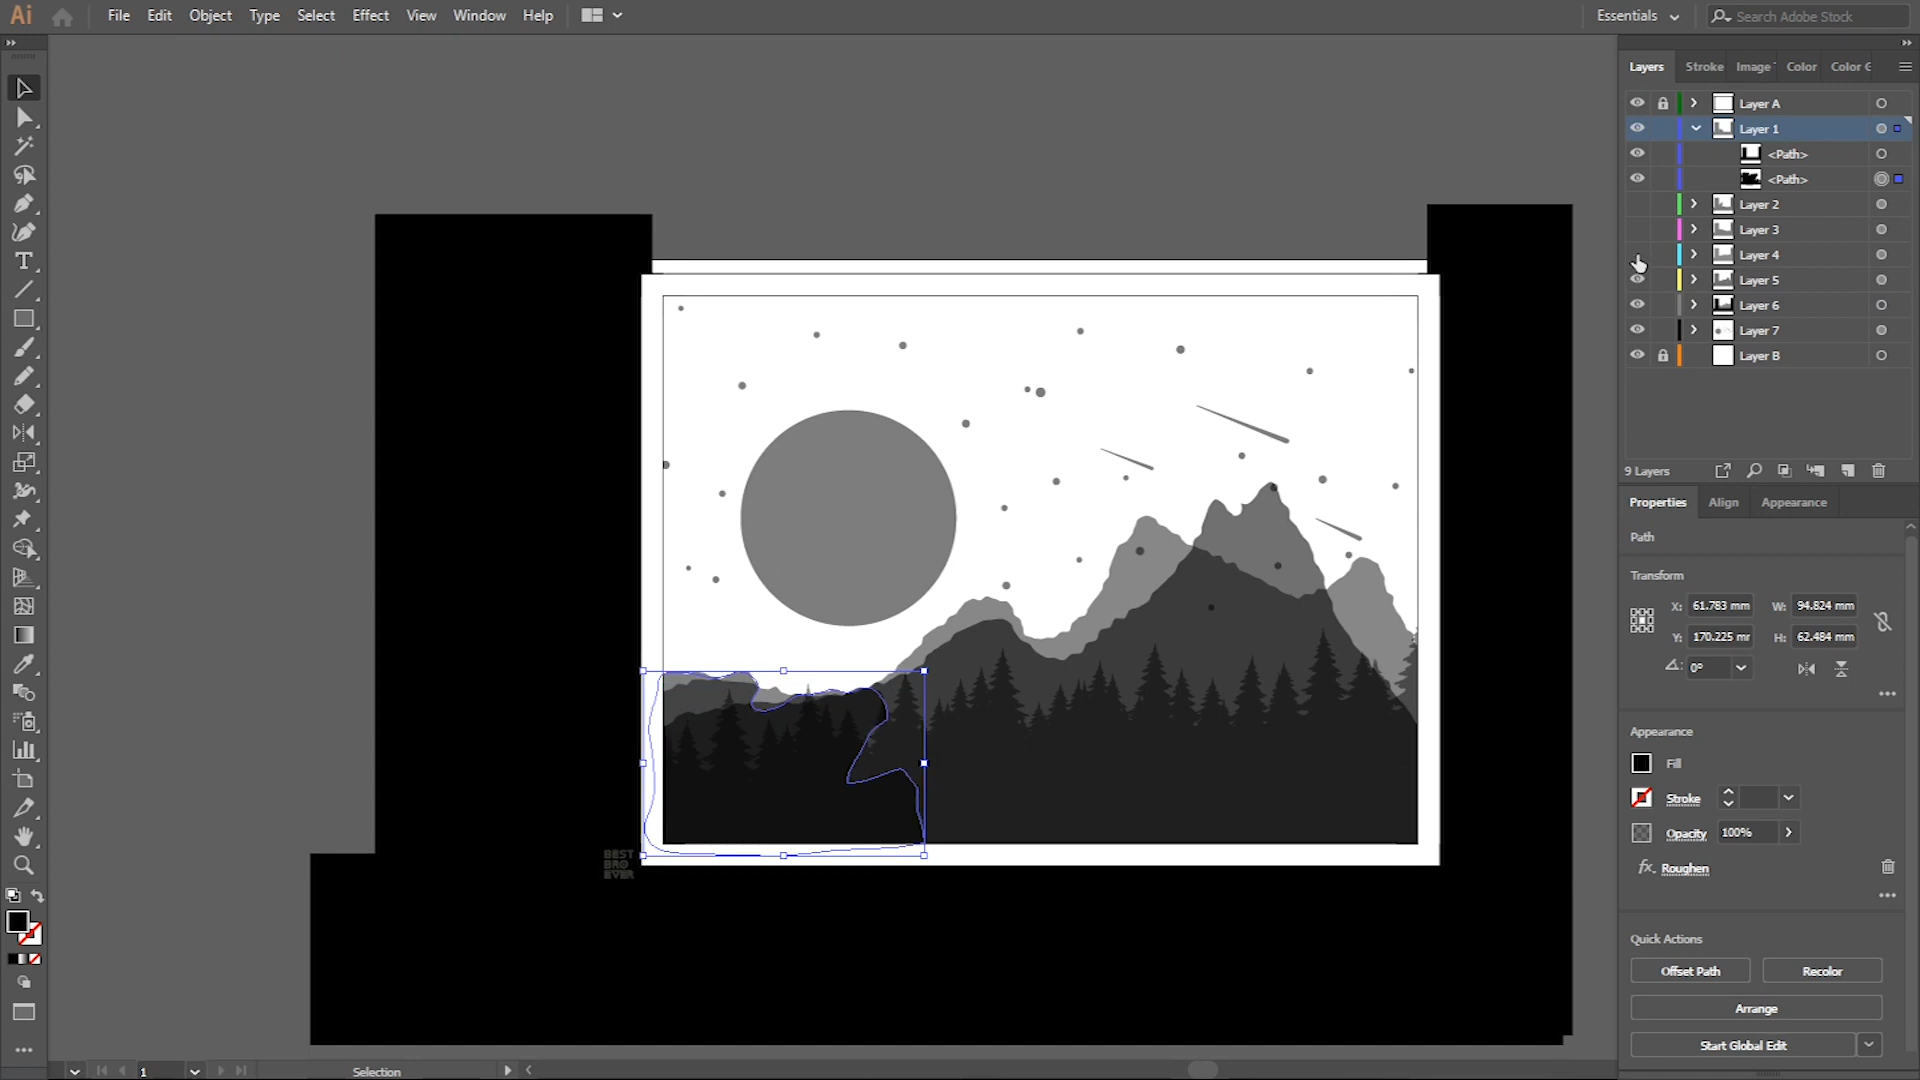 Ai File Edit Object Type Select Effect View Window Help Essentials Search Adobe Stock
Layers Stroke Image T Color Color G
Layer A
Layer 1
<Path>
<Path>
Layer 2
Layer 3
Layer 4
Layer 5
Layer 6
Layer 7
Layer B
9 Layers
Properties Align Appearance
Path
Transform
X: 61.783 mm W: 94.824 mm
Y: 170.225 mr H: 62.484 mm
0°
Appearance
Fill
Stroke
Opacity 100%
fx. Roughen
Quick Actions
Offset Path Recolor
Arrange
Start Global Edit
BEST
BRO
EVER
1 Selection